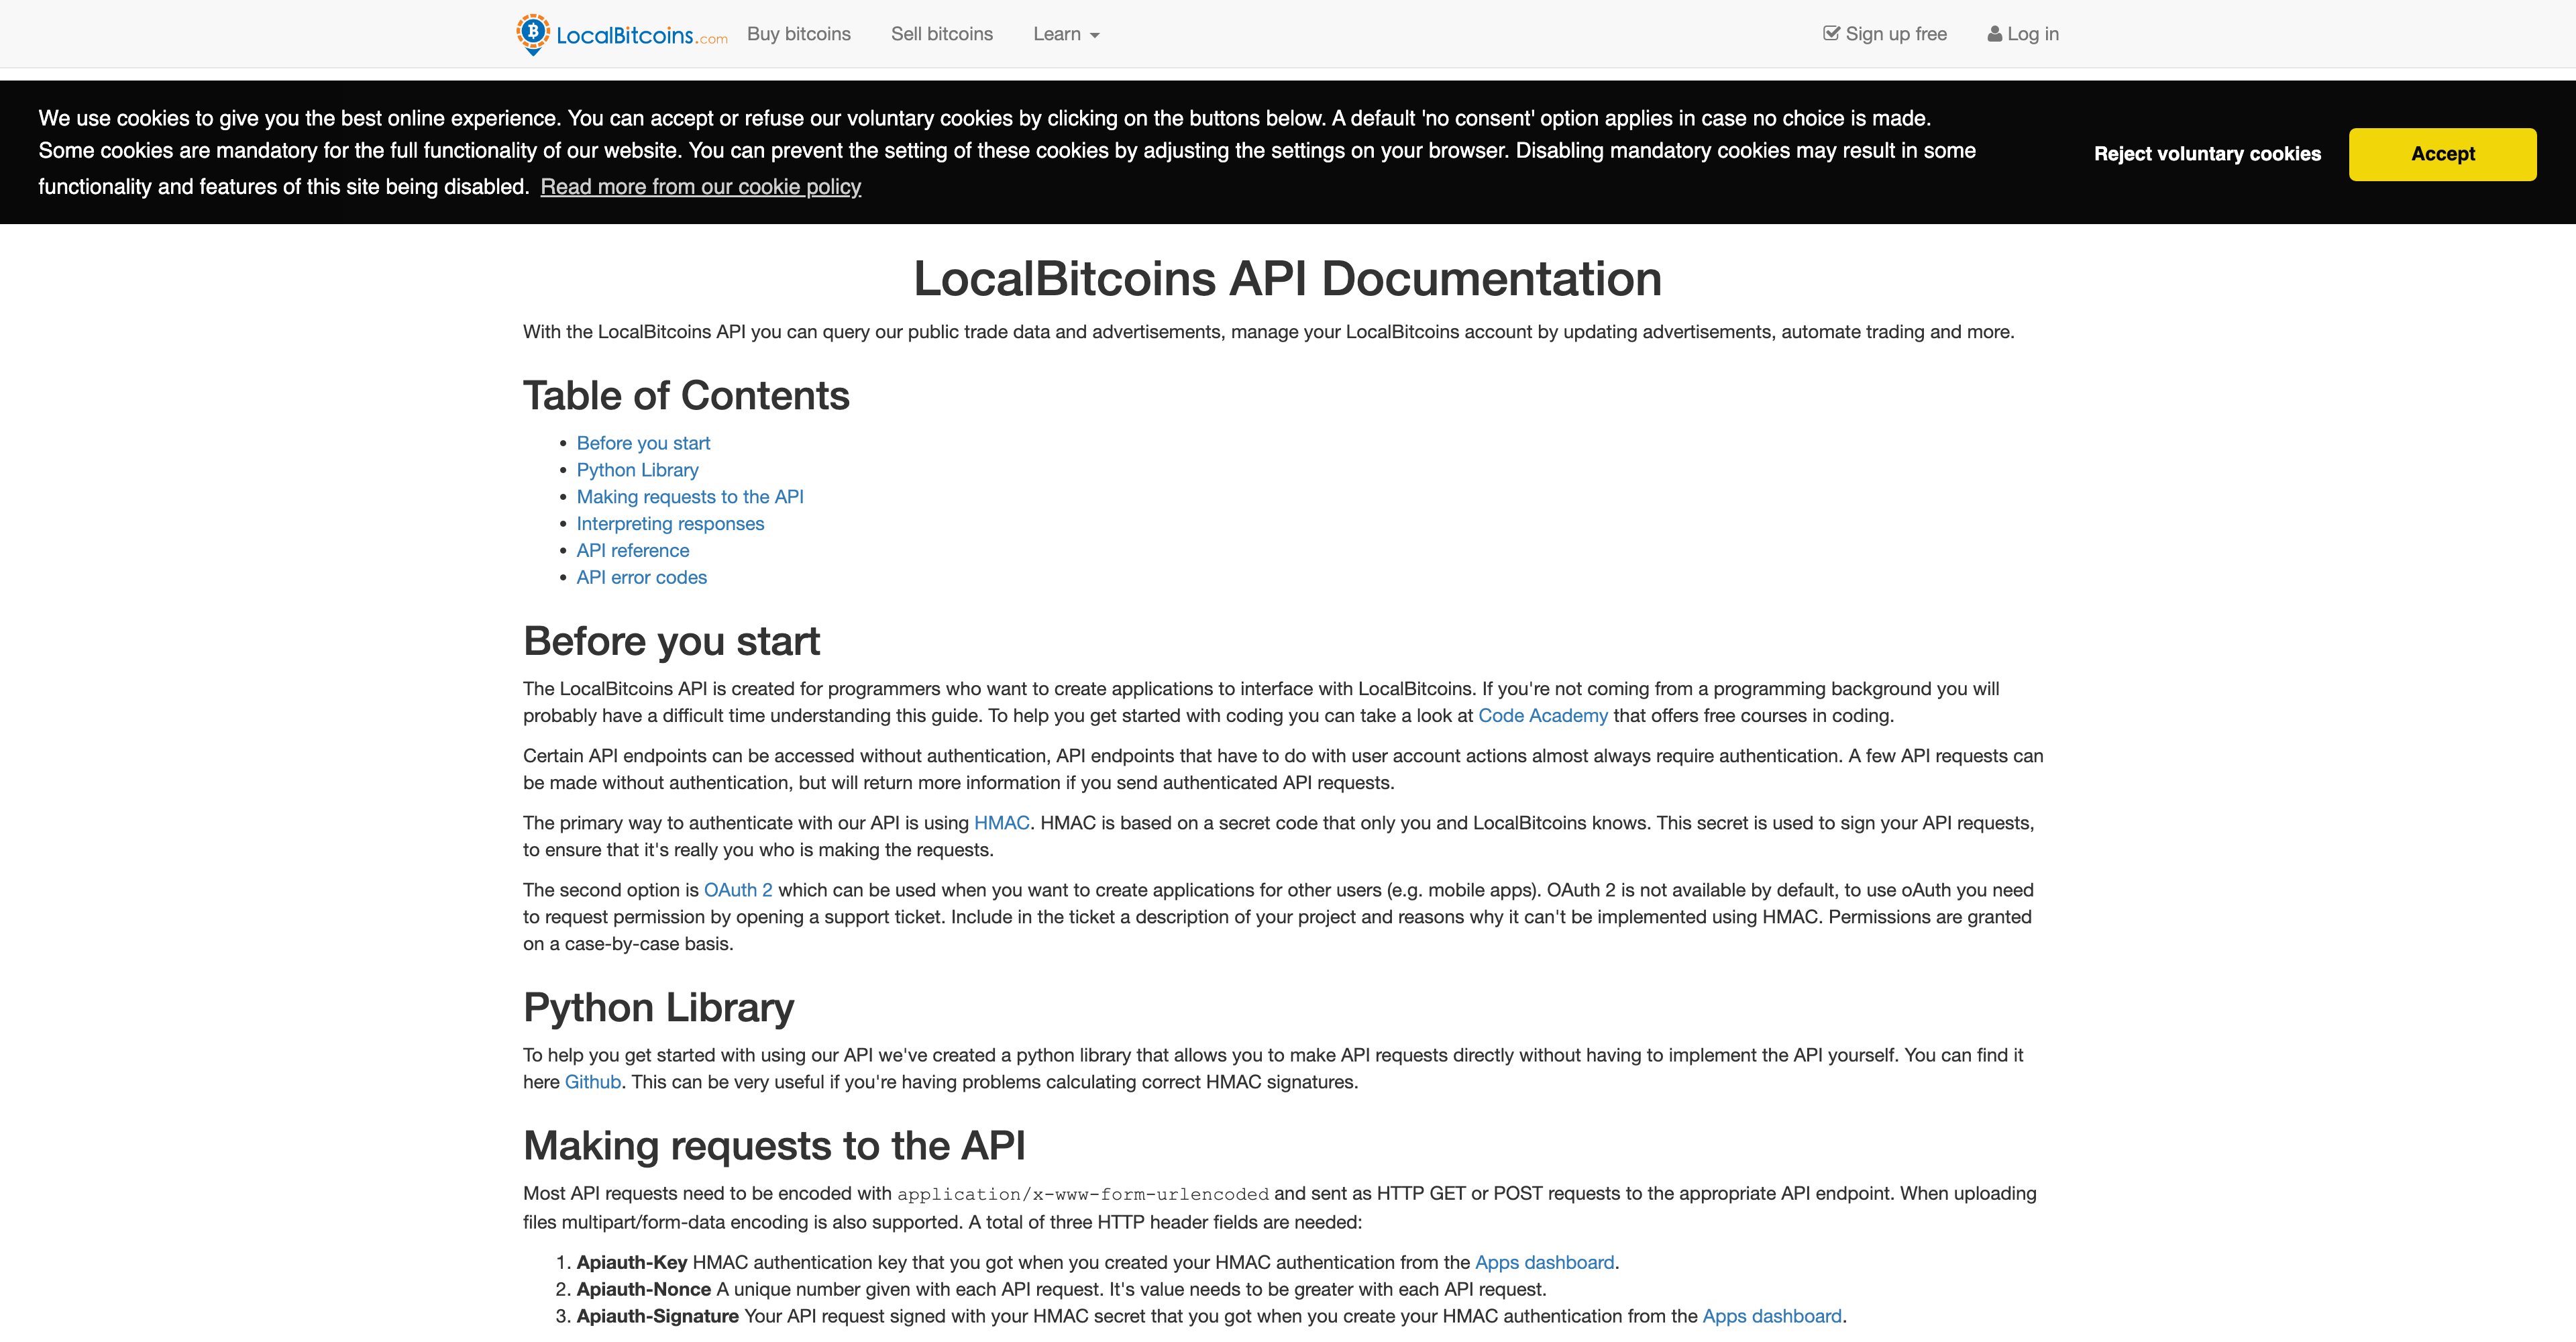 LocalBitcoins.com Buy bitcoins Sell bitcoins Learn Sign up free Log in
We use cookies to give you the best online experience. You can accept or refuse our voluntary cookies by clicking on the buttons below. A default 'no consent' option applies in case no choice is made.
Some cookies are mandatory for the full functionality of our website. You can prevent the setting of these cookies by adjusting the settings on your browser. Disabling mandatory cookies may result in some
functionality and features of this site being disabled. Read more from our cookie policy
Reject voluntary cookies Accept
LocalBitcoins API Documentation
With the LocalBitcoins API you can query our public trade data and advertisements, manage your LocalBitcoins account by updating advertisements, automate trading and more.
Table of Contents
• Before you start
• Python Library
• Making requests to the API
• Interpreting responses
• API reference
• API error codes
Before you start
The LocalBitcoins API is created for programmers who want to create applications to interface with LocalBitcoins. If you're not coming from a programming background you will
probably have a difficult time understanding this guide. To help you get started with coding you can take a look at Code Academy that offers free courses in coding.
Certain API endpoints can be accessed without authentication, API endpoints that have to do with user account actions almost always require authentication. A few API requests can
be made without authentication, but will return more information if you send authenticated API requests.
The primary way to authenticate with our API is using HMAC. HMAC is based on a secret code that only you and LocalBitcoins knows. This secret is used to sign your API requests,
to ensure that it's really you who is making the requests.
The second option is OAuth 2 which can be used when you want to create applications for other users (e.g. mobile apps). OAuth 2 is not available by default, to use oAuth you need
to request permission by opening a support ticket. Include in the ticket a description of your project and reasons why it can't be implemented using HMAC. Permissions are granted
on a case-by-case basis.
Python Library
To help you get started with using our API we've created a python library that allows you to make API requests directly without having to implement the API yourself. You can find it
here Github. This can be very useful if you're having problems calculating correct HMAC signatures.
Making requests to the API
Most API requests need to be encoded with application/x-www-form-urlencoded and sent as HTTP GET or POST requests to the appropriate API endpoint. When uploading
files multipart/form-data encoding is also supported. A total of three HTTP header fields are needed:
1. Apiauth-Key HMAC authentication key that you got when you created your HMAC authentication from the Apps dashboard.
2. Apiauth-Nonce A unique number given with each API request. It's value needs to be greater with each API request.
3. Apiauth-Signature Your API request signed with your HMAC secret that you got when you create your HMAC authentication from the Apps dashboard.